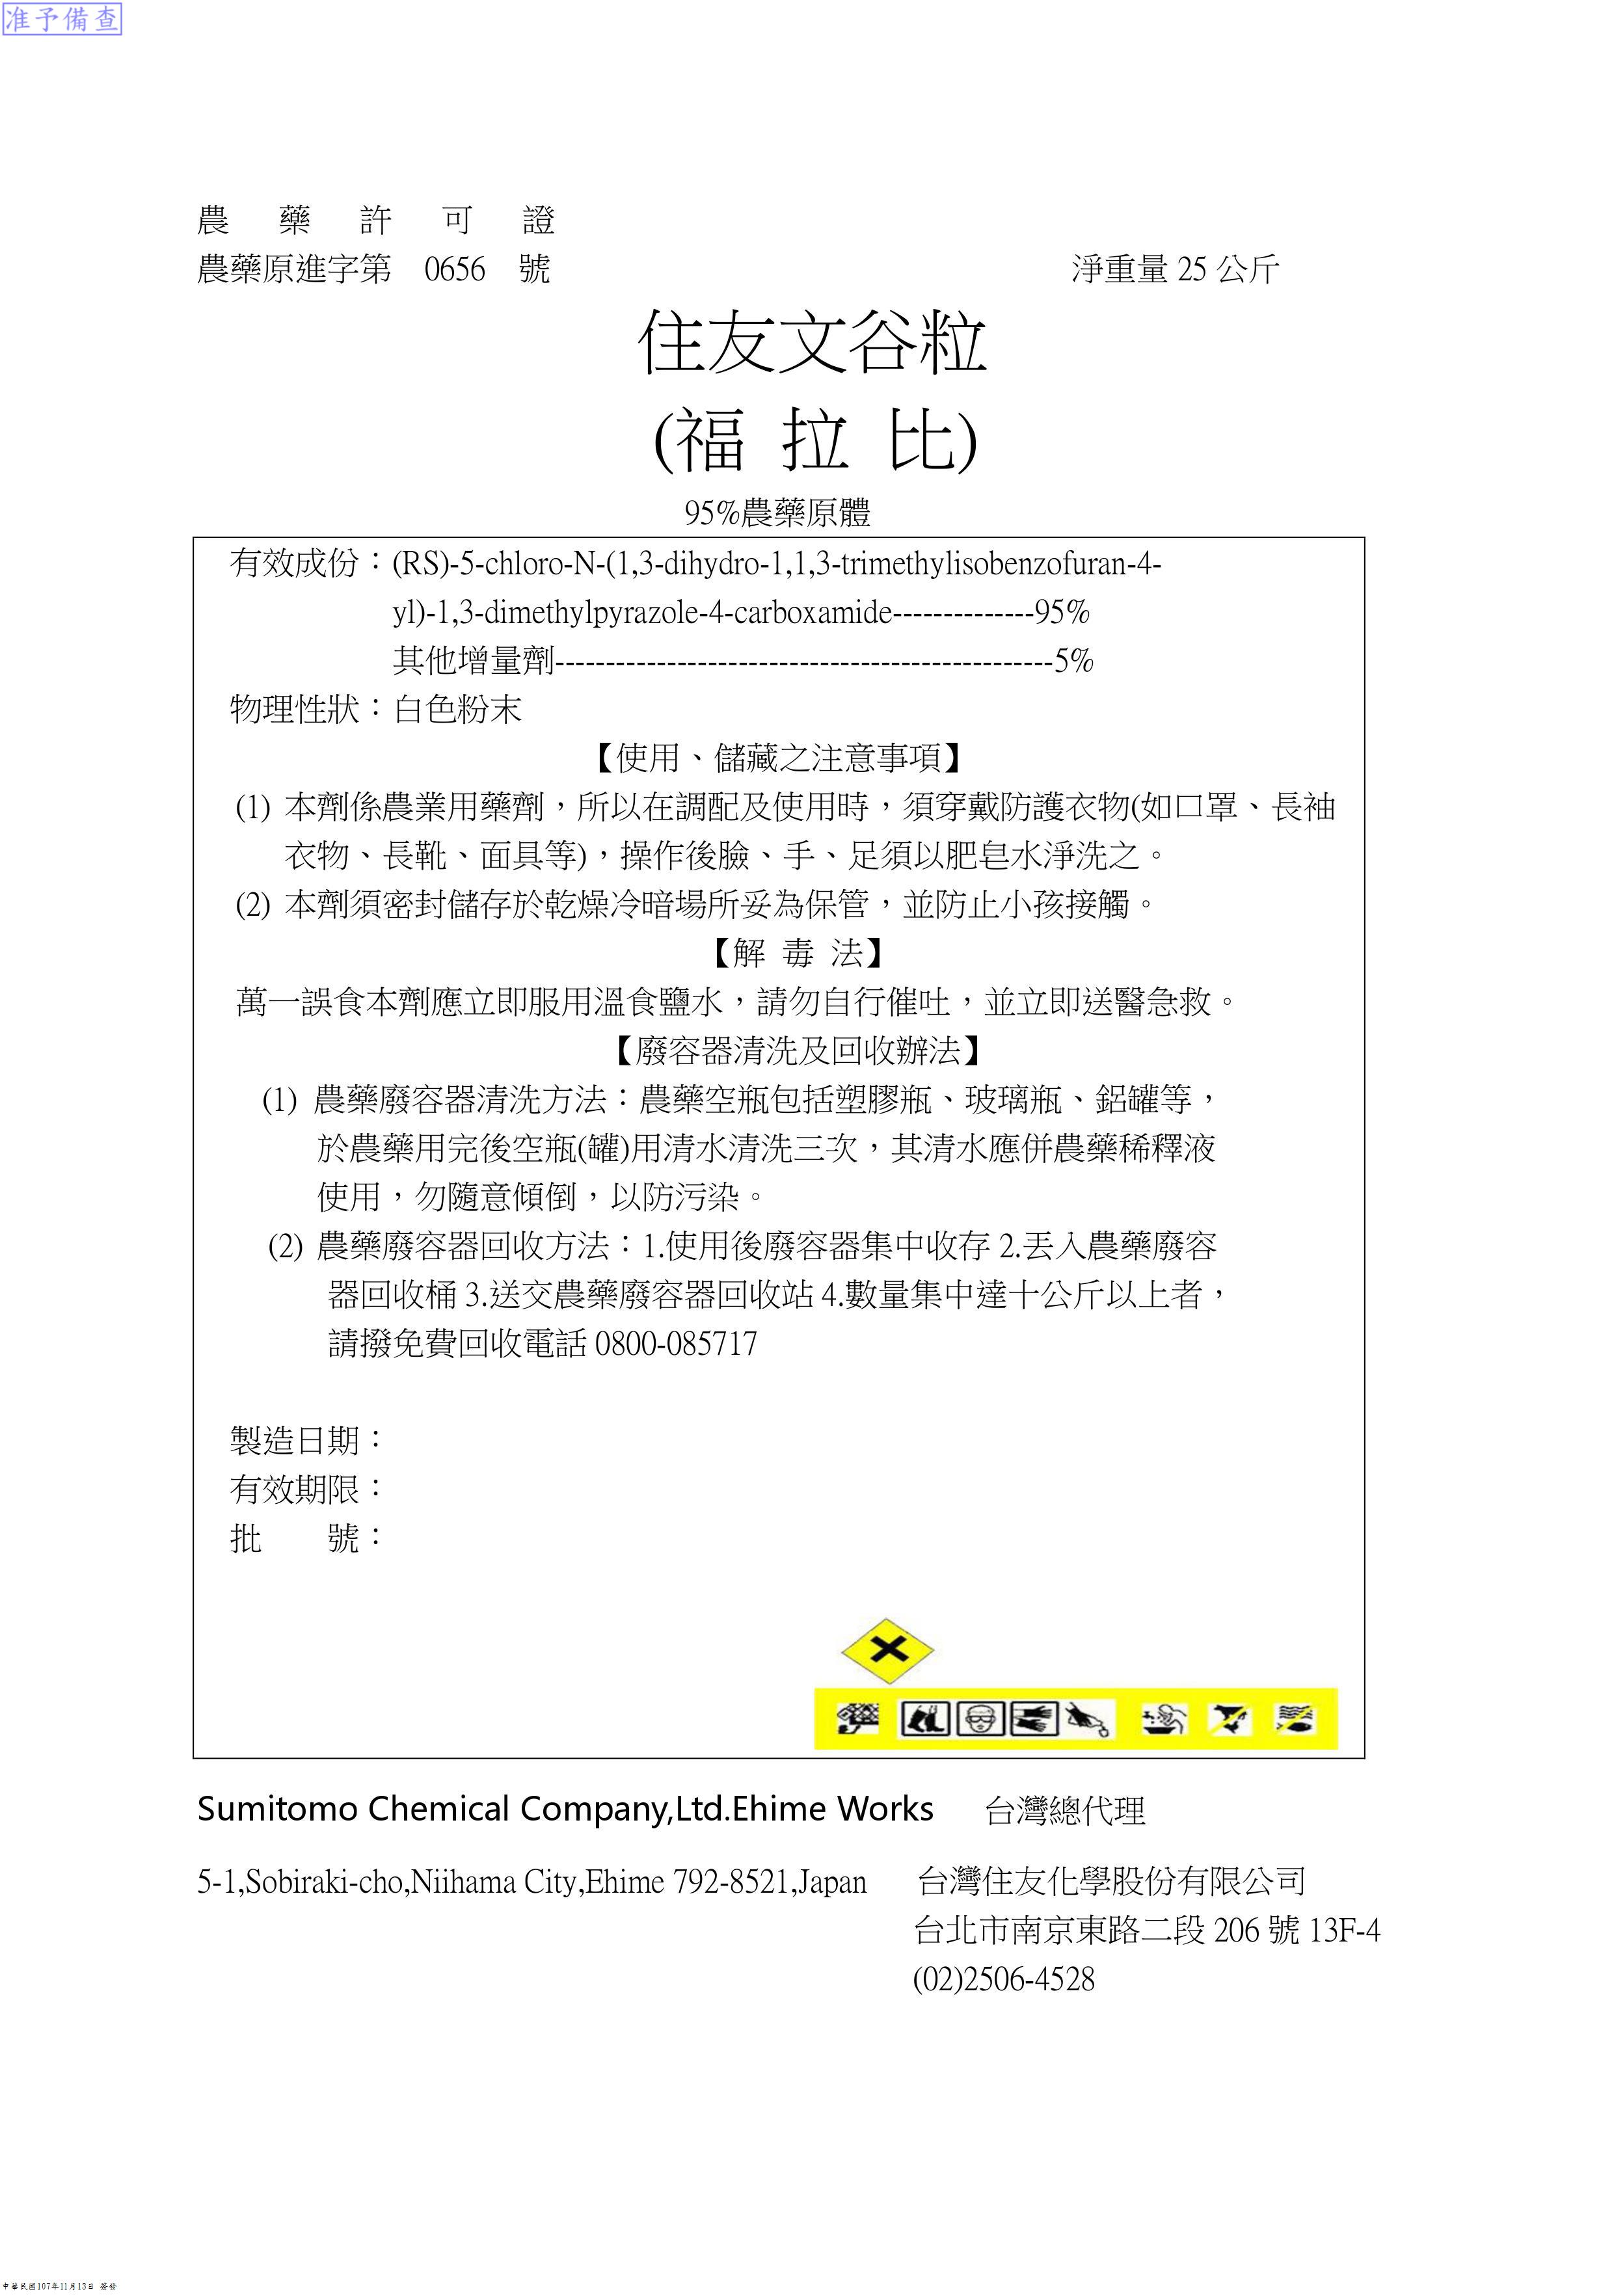 准予備查
農藥許可證
農藥原進字第 0656 號 淨重量 25 公斤
住友文谷粒
(福 拉 比)
95%農藥原體
有效成份：(RS)-5-chloro-N-(1,3-dihydro-1,1,3-trimethylisobenzofuran-4-
yl)-1,3-dimethylpyrazole-4-carboxamide--------------95%
其他增量劑-------------------------------------------------5%
物理性狀：白色粉末
【使用、儲藏之注意事項】
(1) 本劑係農業用藥劑，所以在調配及使用時，須穿戴防護衣物(如口罩、長袖
衣物、長靴、面具等)，操作後臉、手、足須以肥皂水淨洗之。
(2) 本劑須密封儲存於乾燥冷暗場所妥為保管，並防止小孩接觸。
【解 毒 法】
萬一誤食本劑應立即服用溫食鹽水，請勿自行催吐，並立即送醫急救。
【廢容器清洗及回收辦法】
(1) 農藥廢容器清洗方法：農藥空瓶包括塑膠瓶、玻璃瓶、鋁罐等，
於農藥用完後空瓶(罐)用清水清洗三次，其清水應併農藥稀釋液
使用，勿隨意傾倒，以防污染。
(2) 農藥廢容器回收方法：1.使用後廢容器集中收存 2.丟入農藥廢容
器回收桶 3.送交農藥廢容器回收站 4.數量集中達十公斤以上者，
請撥免費回收電話 0800-085717
製造日期：
有效期限：
批　　號：
Sumitomo Chemical Company,Ltd.Ehime Works 台灣總代理
5-1,Sobiraki-cho,Niihama City,Ehime 792-8521,Japan 台灣住友化學股份有限公司
台北市南京東路二段 206 號 13F-4
(02)2506-4528
中華民國107年11月13日 簽發